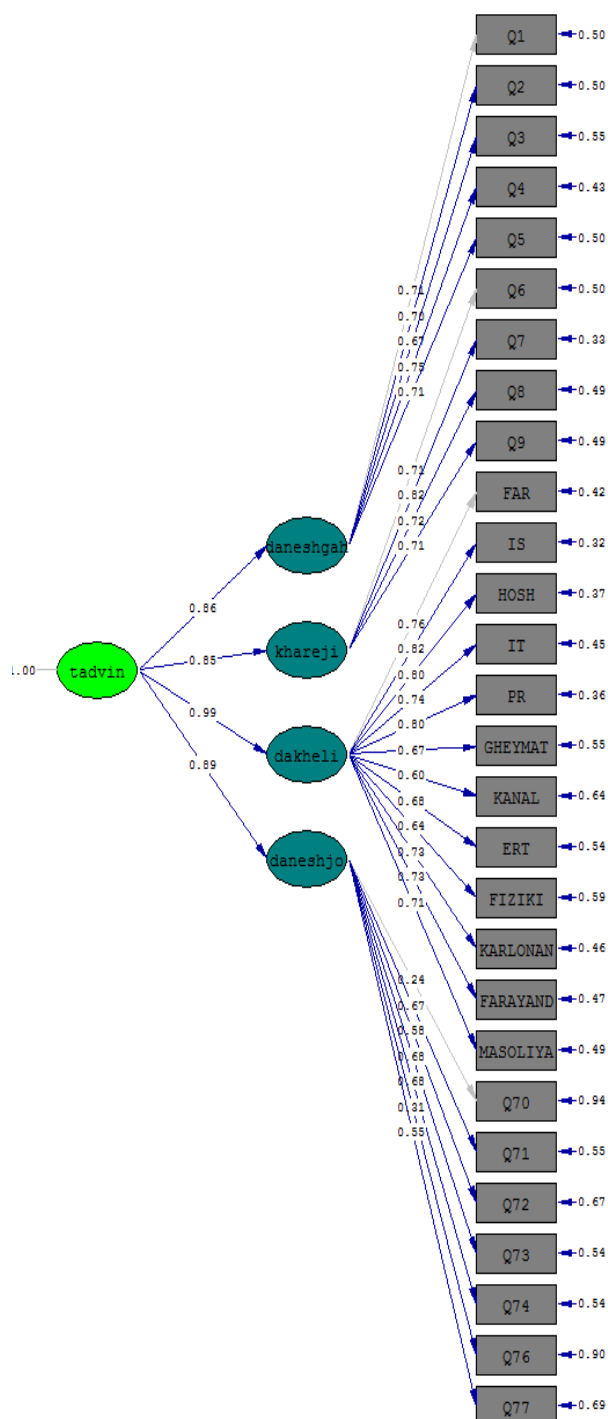 Q1
0.50
Q2
0.50
Q3
0.55
Q4
0.43
Q5
0.50
Q6
0.50
Q7
0.33
Q8
0.49
Q9
0.49
FAR
0.42
IS
0.32
HOSH
0.37
IT
0.45
PR
0.36
GHEYMAT
0.55
KANAL
0.64
ERT
0.54
FIZIKI
0.59
KARLONAN
0.46
FARAYAND
0.47
MASOLIYA
0.49
Q70
0.94
Q71
0.55
Q72
0.67
Q73
0.54
Q74
0.54
Q76
0.90
Q77
0.69
0.71
0.70
0.67
0.75
0.71
0.71
0.82
0.72
0.71
0.76
0.82
0.80
0.74
0.80
0.67
0.60
0.68
0.64
0.73
0.73
0.71
0.24
0.67
0.58
0.68
0.68
0.31
0.55
daneshgah
khareji
dakheli
daneshjo
0.86
0.85
0.99
0.89
tadvin
1.00